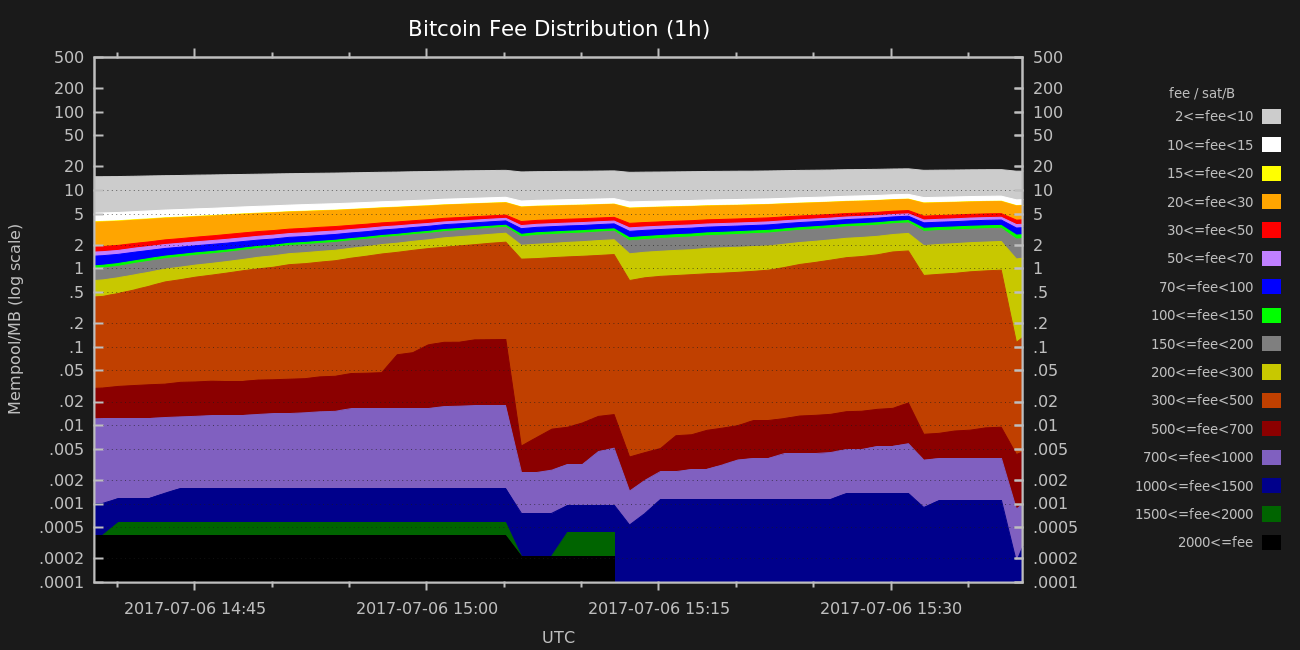 Bitcoin Fee Distribution (1h)
Mempool/MB (log scale)
500
200
100
50
20
10
5
2
1
.5
.2
.1
.05
.02
.01
.005
.002
.001
.0005
.0002
.0001
500
200
100
50
20
10
5
2
1
.5
.2
.1
.05
.02
.01
.005
.002
.001
.0005
.0002
.0001
2017-07-06 14:45
2017-07-06 15:00
2017-07-06 15:15
2017-07-06 15:30
UTC
fee / sat/B
2<=fee<10
10<=fee<15
15<=fee<20
20<=fee<30
30<=fee<50
50<=fee<70
70<=fee<100
100<=fee<150
150<=fee<200
200<=fee<300
300<=fee<500
500<=fee<700
700<=fee<1000
1000<=fee<1500
1500<=fee<2000
2000<=fee